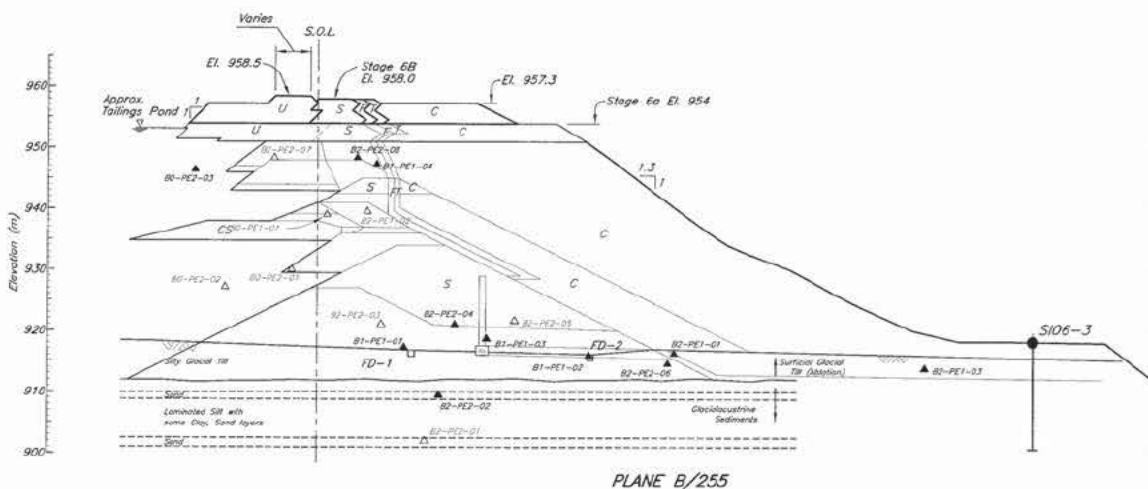 Varies
S.O.L
El. 958.5
Stage 6B
El. 958.0
El. 957.3
Stage 6a El. 954
Approx.
Tailings Pond
1
1
U
S
F
T
C
U
S
F
T
C
960
950
940
930
920
910
900
Elevation (m)
B0-PE2-03
B2-PE2-08
B1-PE1-04
1.3
1
S
C
FT
C
CS
B2-PE1-02
B0-PE2-02
S
C
B2-PE2-03
B2-PE2-04
B2-PE2-05
B1-PE1-01
B1-PE1-03
FD-2
B2-PE1-01
SI06-3
Silty Glacial Till
FD-1
B1-PE1-02
B2-PE2-06
Surficial Glacial
Till (Ablation)
B2-PE1-03
Sand
B2-PE2-02
Laminated Silt with
some Clay, Sand layers
Glaciolacustrine
Sediments
B2-PE2-01
Sand
PLANE B/255